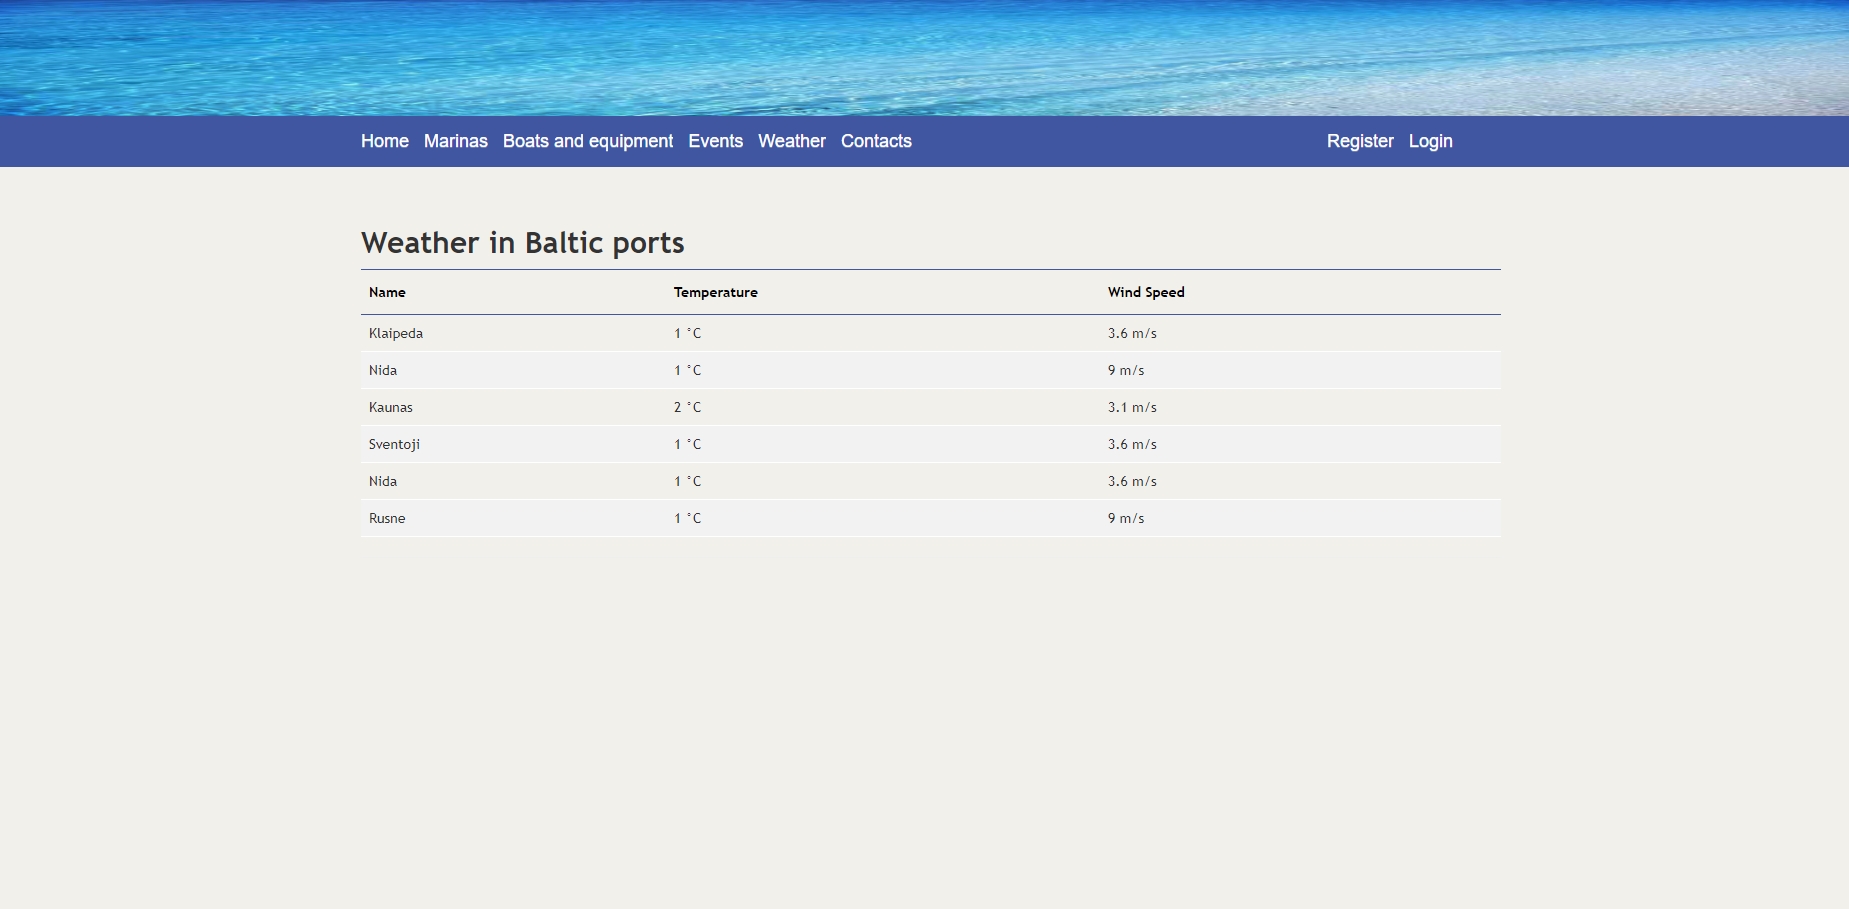 Home Marinas Boats and equipment Events Weather Contacts Register Login
Weather in Baltic ports
Name Temperature Wind Speed
Klaipeda 1 °C 3.6 m/s
Nida 1 °C 9 m/s
Kaunas 2 °C 3.1 m/s
Sventoji 1 °C 3.6 m/s
Nida 1 °C 3.6 m/s
Rusne 1 °C 9 m/s